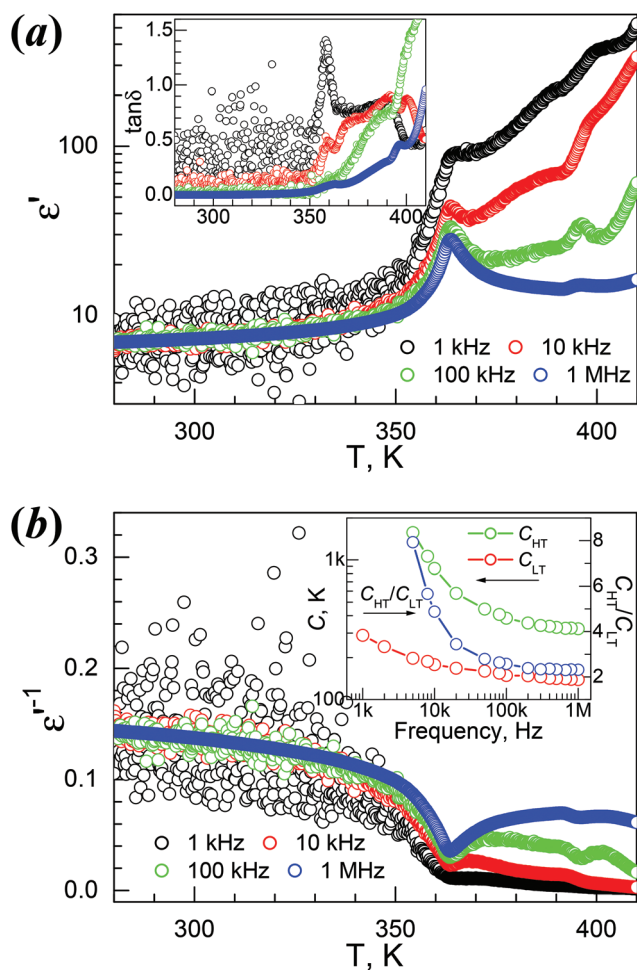 (a)
1.5
1.0
0.5
0.0
tanδ
300 350 400
100
10
ε'
1 kHz 10 kHz
100 kHz 1 MHz
300 350 400
T, K
(b)
0.3
0.2
0.1
0.0
ε'-1
1k
100
C, K
C_HT
C_LT
C_HT/C_LT
8
6
4
2
C_HT/C_LT
1k 10k 100k 1M
Frequency, Hz
1 kHz 10 kHz
100 kHz 1 MHz
300 350 400
T, K